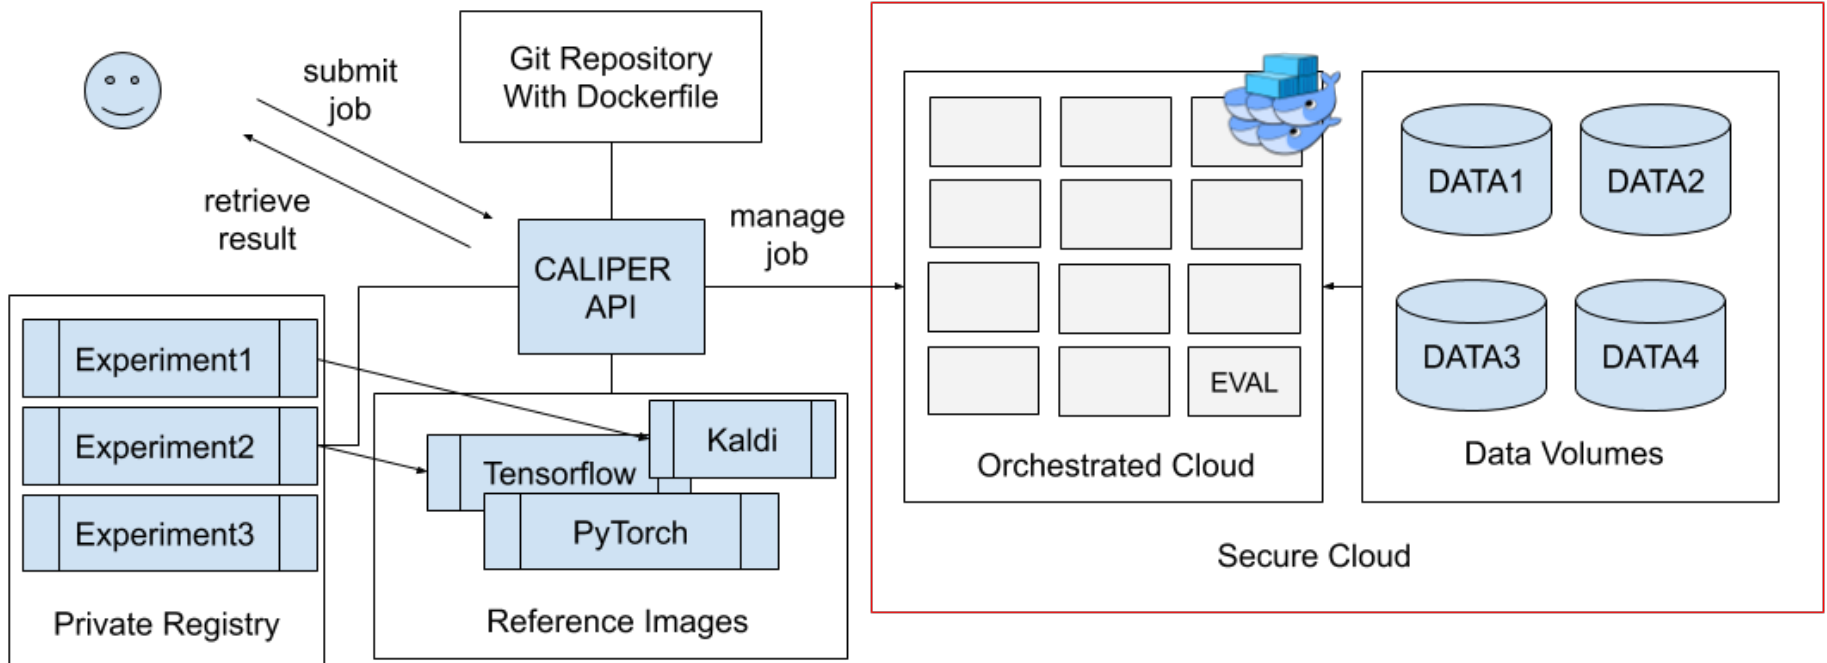 submit
job
Git Repository
With Dockerfile
retrieve
result
CALIPER
API
manage
job
Experiment1
Experiment2
Experiment3
Private Registry
Kaldi
Tensorflow
PyTorch
Reference Images
EVAL
Orchestrated Cloud
DATA1
DATA2
DATA3
DATA4
Data Volumes
Secure Cloud